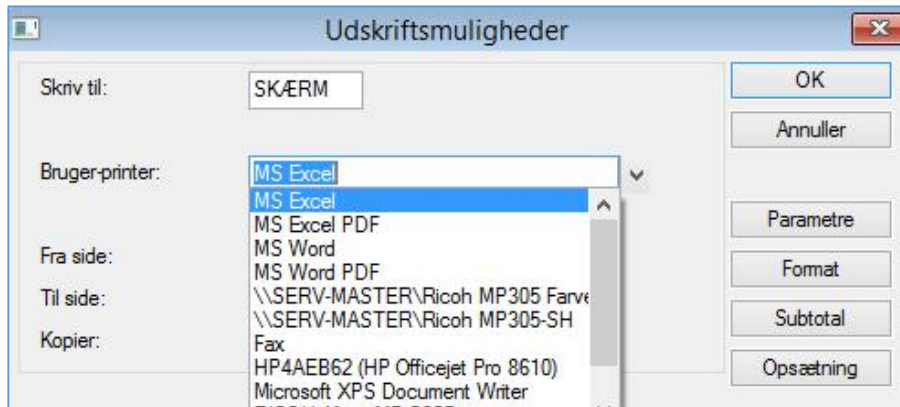 Udskriftsmuligheder
Skriv til: SKÆRM
OK
Annuller
Bruger-printer: MS Excel
MS Excel
MS Excel PDF
MS Word
MS Word PDF
\\SERV-MASTER\Ricoh MP305 Farve
\\SERV-MASTER\Ricoh MP305-SH
Fax
HP4AEB62 (HP Officejet Pro 8610)
Microsoft XPS Document Writer
Fra side:
Til side:
Kopier:
Parametre
Format
Subtotal
Opsætning